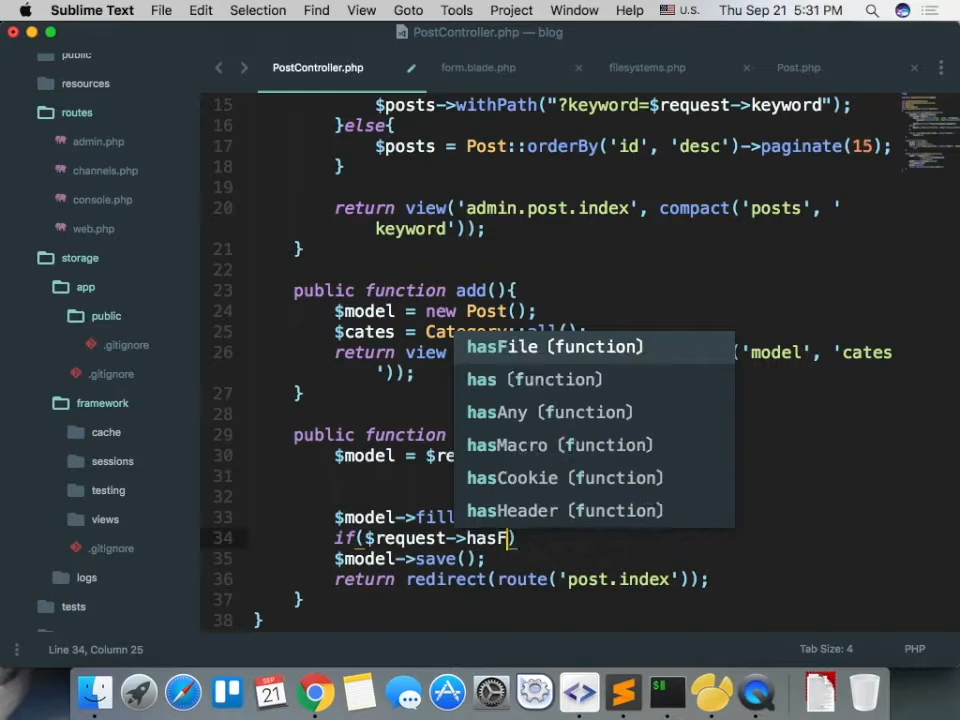 Sublime Text File Edit Selection Find View Goto Tools Project Window Help U.S. Thu Sep 21 5:31 PM
PostController.php — blog
public
resources
routes
admin.php
channels.php
console.php
web.php
storage
app
public
.gitignore
.gitignore
framework
cache
sessions
testing
views
.gitignore
logs
tests
PostController.php form.blade.php filesystems.php Post.php
15 $posts->withPath("?keyword=$request->keyword");
16 }else{
17 $posts = Post::orderBy('id', 'desc')->paginate(15);
18 }
19
20 return view('admin.post.index', compact('posts', '
keyword'));
21 }
22
23 public function add(){
24 $model = new Post();
25 $cates = Category::all();
26 return view ('model', 'cates
'));
27 }
28
29 public function
30 $model = $re
31
32
33 $model->fill
34 if($request->hasF)
35 $model->save();
36 return redirect(route('post.index'));
37 }
38 }
hasFile (function)
has (function)
hasAny (function)
hasMacro (function)
hasCookie (function)
hasHeader (function)
Line 34, Column 25 Tab Size: 4 PHP
SEP
21
$